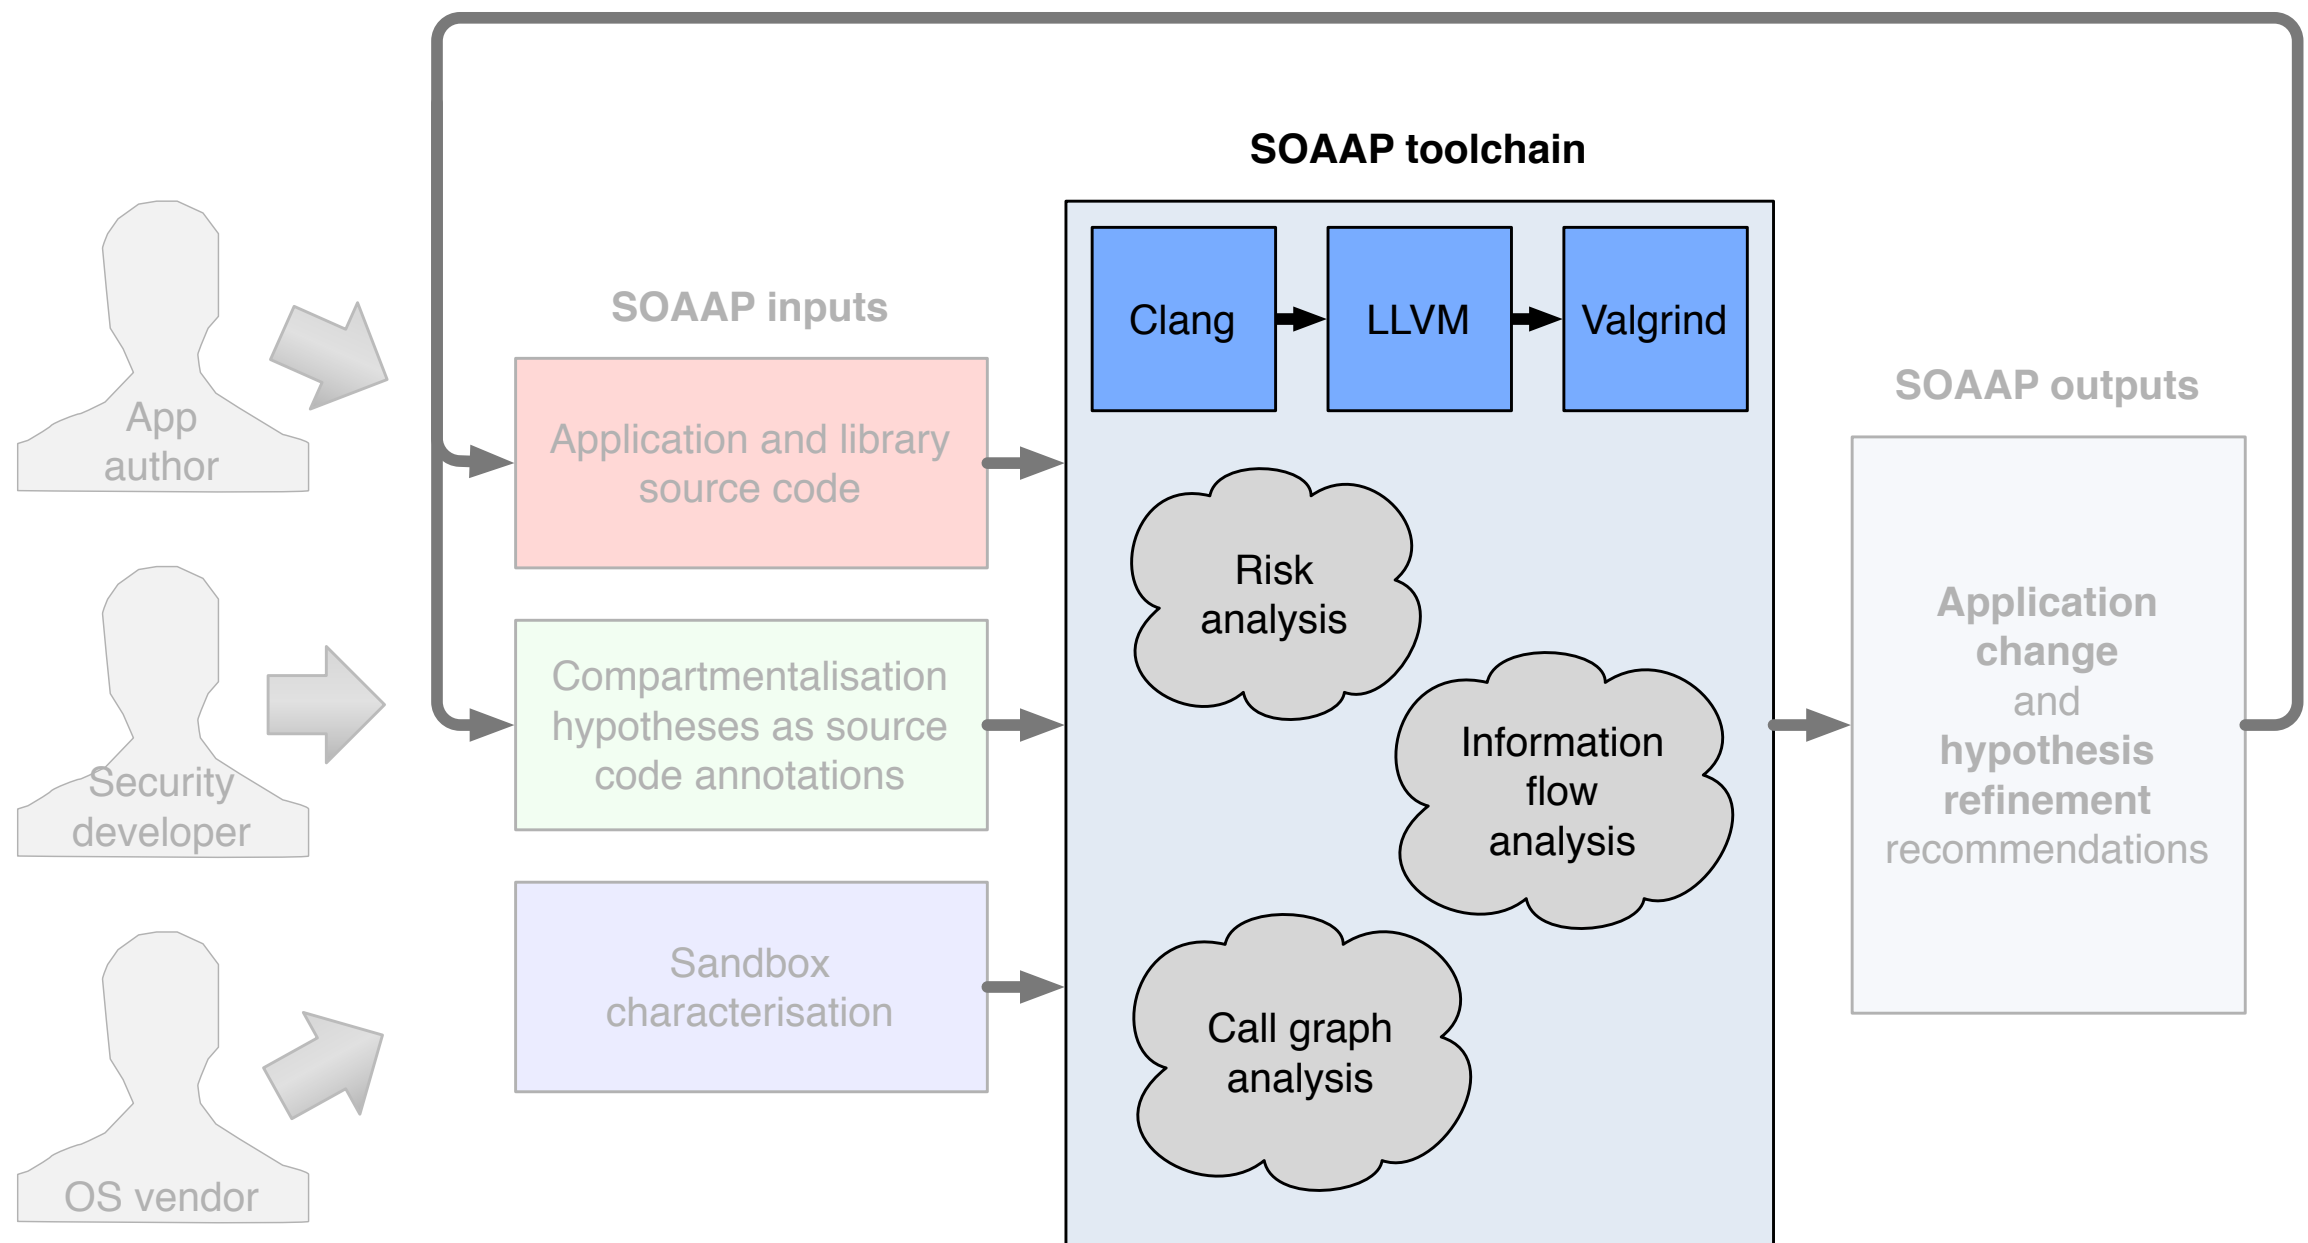 SOAAP toolchain
App
author
Security
developer
OS vendor
SOAAP inputs
Application and library
source code
Compartmentalisation
hypotheses as source
code annotations
Sandbox
characterisation
Clang
LLVM
Valgrind
Risk
analysis
Information
flow
analysis
Call graph
analysis
SOAAP outputs
Application
change
and
hypothesis
refinement
recommendations